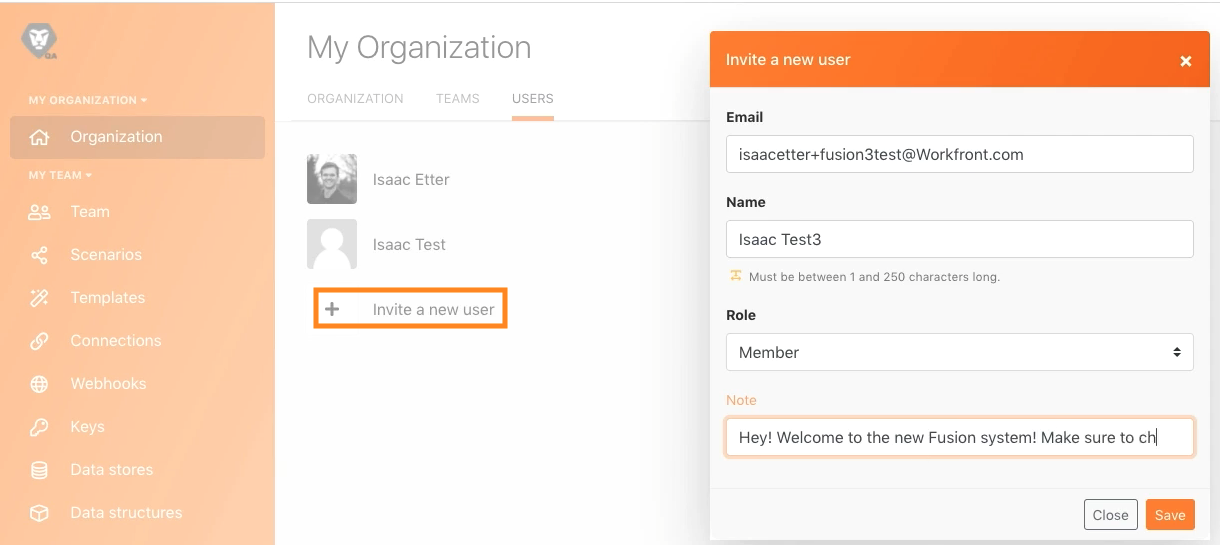 QA
MY ORGANIZATION
Organization
MY TEAM
Team
Scenarios
Templates
Connections
Webhooks
Keys
Data stores
Data structures
My Organization
ORGANIZATION TEAMS USERS
Isaac Etter
Isaac Test
Invite a new user
Invite a new user
Email
isaacetter+fusion3test@Workfront.com
Name
Isaac Test3
Must be between 1 and 250 characters long.
Role
Member
Note
Hey! Welcome to the new Fusion system! Make sure to ch
Close Save